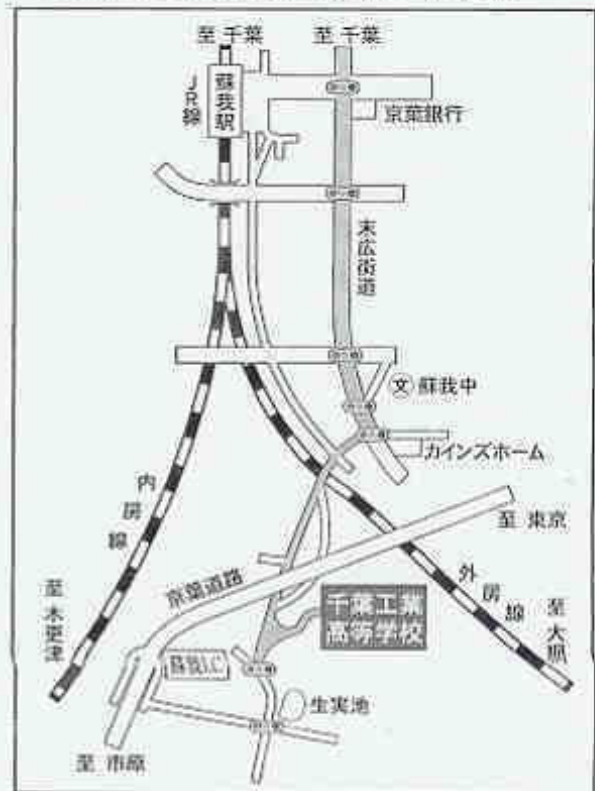 至 千葉
至 千葉
JR線
蘇我駅
京葉銀行
末広街道
文 蘇我中
カインズホーム
内房線
至 東京
京葉道路
外房線
至 木更津
千葉工業
高等学校
至 大網
蘇我I.C
生実池
至 市原